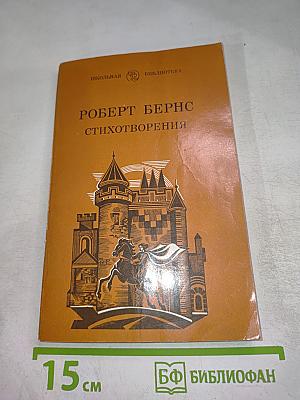 ШКОЛЬНАЯ БИБЛИОТЕКА
РОБЕРТ БЕРНС
СТИХОТВОРЕНИЯ
15 см
БФ БИБЛИОФАН